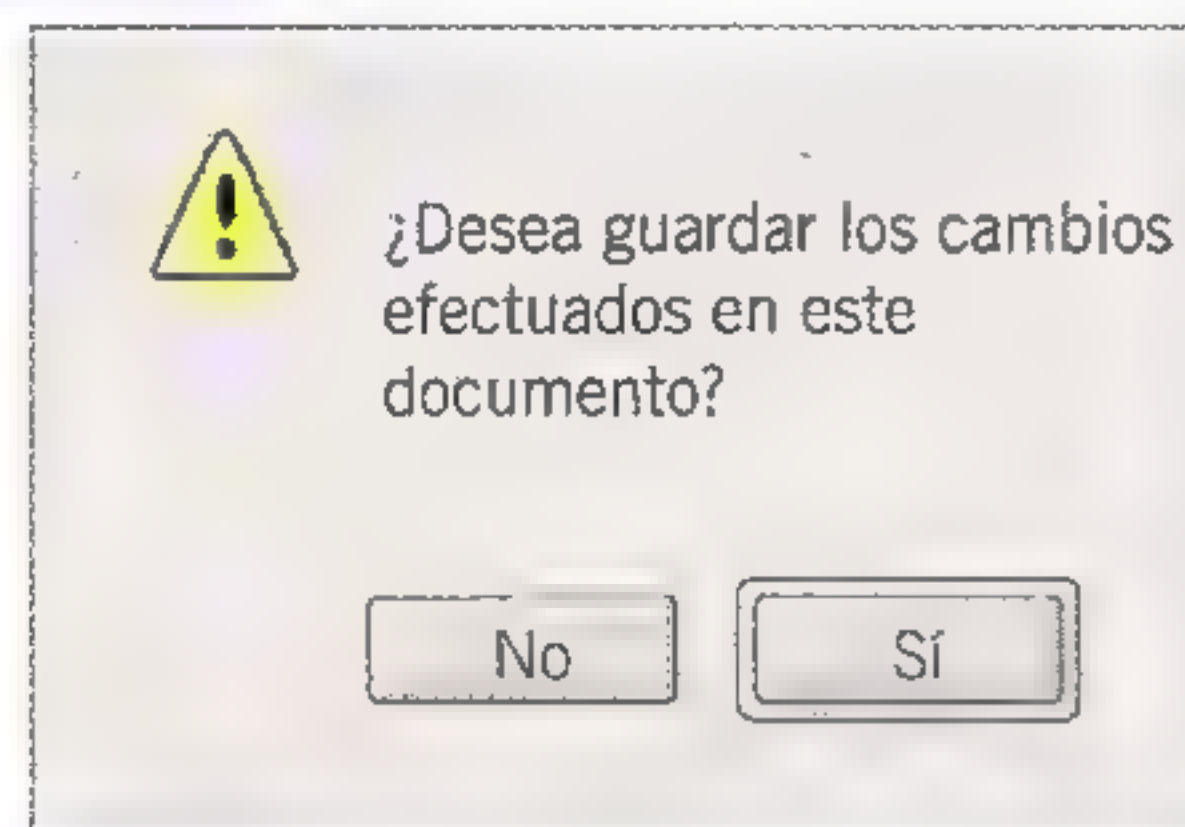 ¿Desea guardar los cambios
efectuados en este
documento?
No
Sí